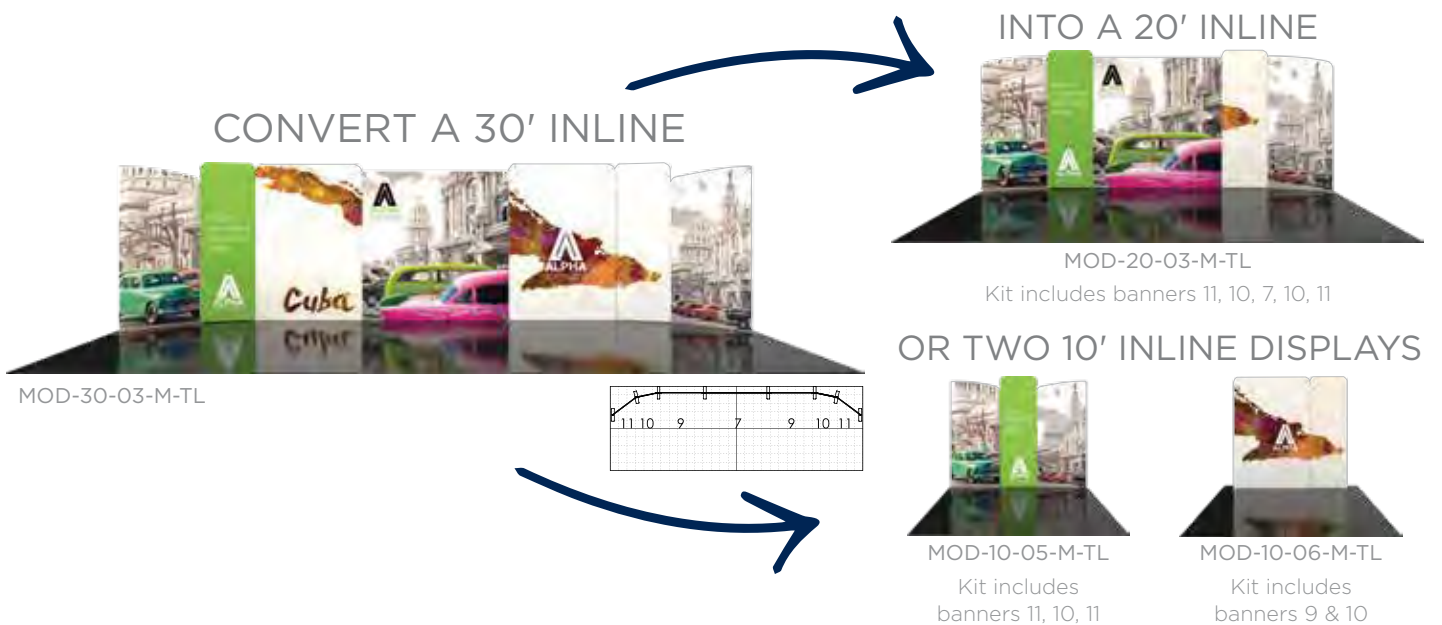 CONVERT A 30' INLINE
Cuba
ALPHA
ALPHA
MOD-30-03-M-TL
11 10 9 7 9 10 11
INTO A 20' INLINE
MOD-20-03-M-TL
Kit includes banners 11, 10, 7, 10, 11
OR TWO 10' INLINE DISPLAYS
MOD-10-05-M-TL
Kit includes
banners 11, 10, 11
ALPHA
MOD-10-06-M-TL
Kit includes
banners 9 & 10